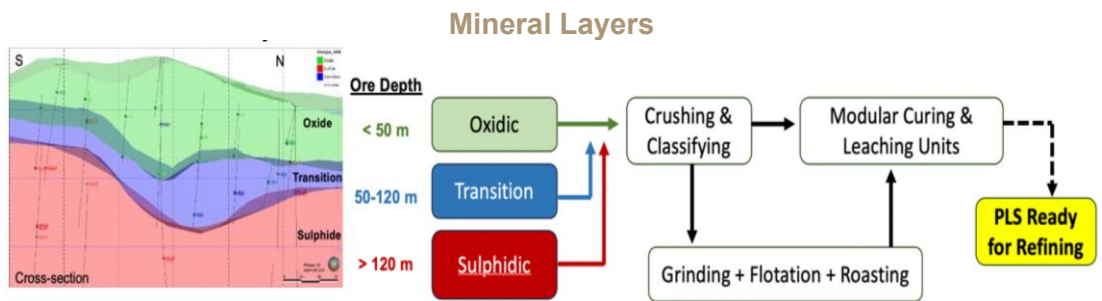 Mineral Layers
S
N
Oxide
Transition
Sulphide
Cross-section
Ore Depth
< 50 m
50-120 m
> 120 m
Oxidic
Transition
Sulphidic
Crushing &
Classifying
Modular Curing &
Leaching Units
Grinding + Flotation + Roasting
PLS Ready
for Refining